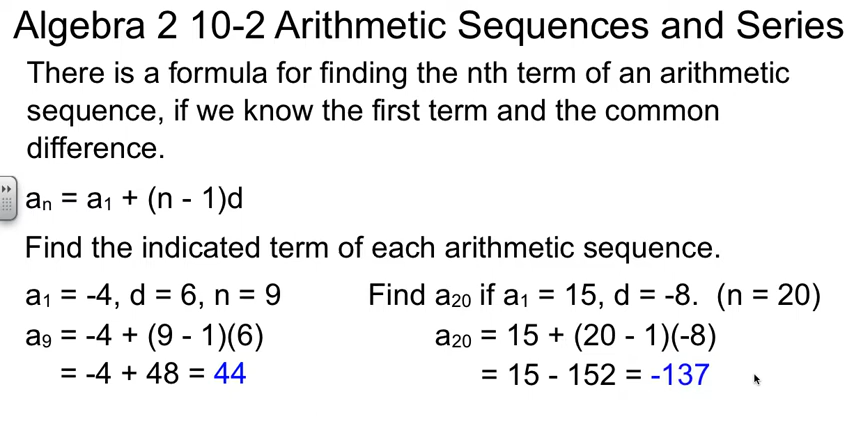 Algebra 2 10-2 Arithmetic Sequences and Series
There is a formula for finding the nth term of an arithmetic
sequence, if we know the first term and the common
difference.
aₙ = a₁ + (n - 1)d
Find the indicated term of each arithmetic sequence.
a₁ = -4, d = 6, n = 9
a₉ = -4 + (9 - 1)(6)
= -4 + 48 = 44
Find a₂₀ if a₁ = 15, d = -8. (n = 20)
a₂₀ = 15 + (20 - 1)(-8)
= 15 - 152 = -137